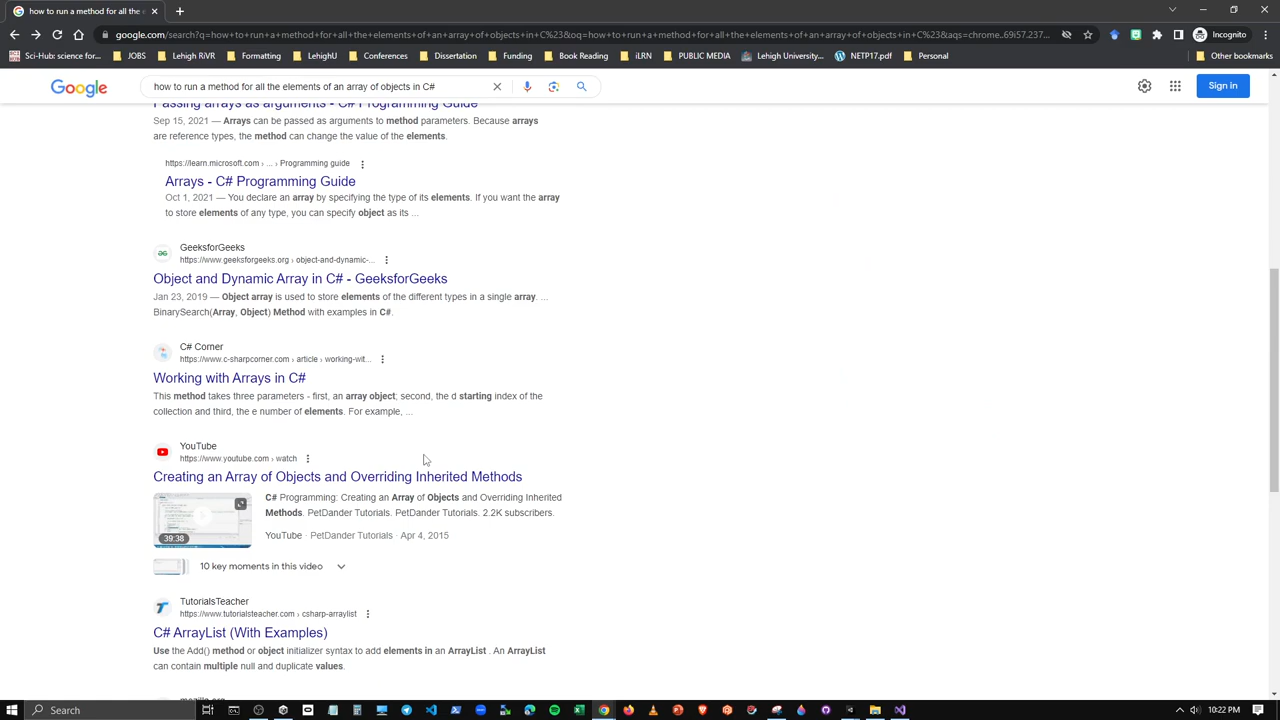 how to run a method for all the e
google.com/search?q=how+to+run+a+method+for+all+the+elements+of+an+array+of+objects+in+C%23&oq=how+to+run+a+method+for+all+the+elements+of+an+array+of+objects+in+C%23&aqs=chrome..69i57.237...
Incognito
Sci-Hub: science for...
Lehigh RiVR
Formatting
LehighU
Conferences
JOBS
Funding
iLRN
PUBLIC MEDIA
Lehigh University
NETP17.pdf
Personal
Other bookmarks
Google
how to run a method for all the elements of an array of objects in C#
Sign in
Passing arrays as arguments - C# Programming Guide
Sep 15, 2021 — Arrays can be passed as arguments to method parameters. Because arrays
are reference types, the method can change the value of the elements.
https://learn.microsoft.com › ... › Programming guide
Arrays - C# Programming Guide
Oct 1, 2021 — You declare an array by specifying the type of its elements. If you want the array
to store elements of any type, you can specify object as its ...
GeeksforGeeks
https://www.geeksforgeeks.org › object-and-dynamic-...
Object and Dynamic Array in C# - GeeksforGeeks
Jan 23, 2019 — Object array is used to store elements of the different types in a single array. ...
BinarySearch(Array, Object) Method with examples in C#.
C# Corner
https://www.c-sharpcorner.com › article › working-wit...
Working with Arrays in C#
This method takes three parameters - first, an array object; second, the d starting index of the
collection and third, the e number of elements. For example, ...
YouTube
https://www.youtube.com › watch
Creating an Array of Objects and Overriding Inherited Methods
C# Programming: Creating an Array of Objects and Overriding Inherited
Methods. PetDander Tutorials. PetDander Tutorials. 2.2K subscribers.
39:38
YouTube · PetDander Tutorials · Apr 4, 2015
10 key moments in this video
TutorialsTeacher
https://www.tutorialsteacher.com › csharp-arraylist
C# ArrayList (With Examples)
Use the Add() method or object initializer syntax to add elements in an ArrayList . An ArrayList
can contain multiple null and duplicate values.
mozilla.org
Search
10:22 PM